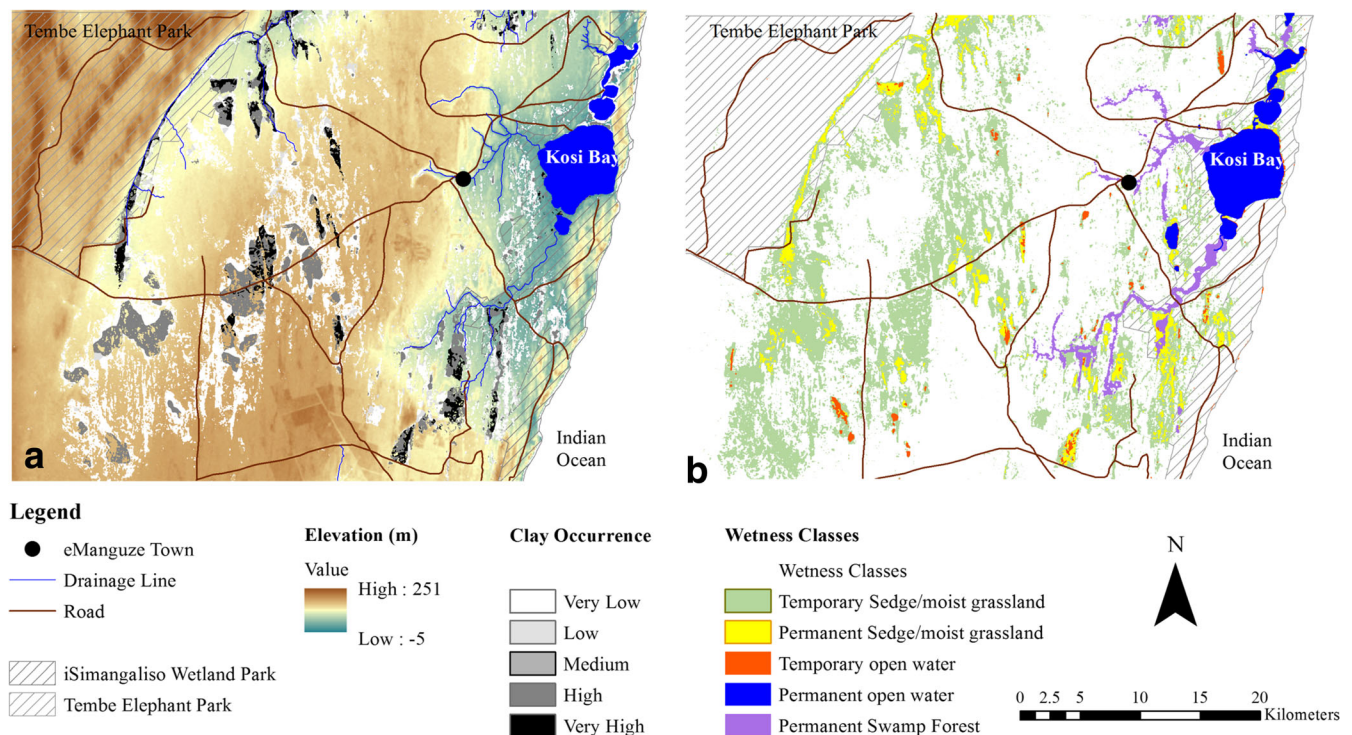 Tembe Elephant Park
Kosi Bay
Indian
Ocean
a
Tembe Elephant Park
Kosi Bay
Indian
Ocean
b
Legend
eManguze Town
Drainage Line
Road
iSimangaliso Wetland Park
Tembe Elephant Park
Elevation (m)
Value
High : 251
Low : -5
Clay Occurrence
Very Low
Low
Medium
High
Very High
Wetness Classes
Wetness Classes
Temporary Sedge/moist grassland
Permanent Sedge/moist grassland
Temporary open water
Permanent open water
Permanent Swamp Forest
N
0 2.5 5 10 15 20
Kilometers